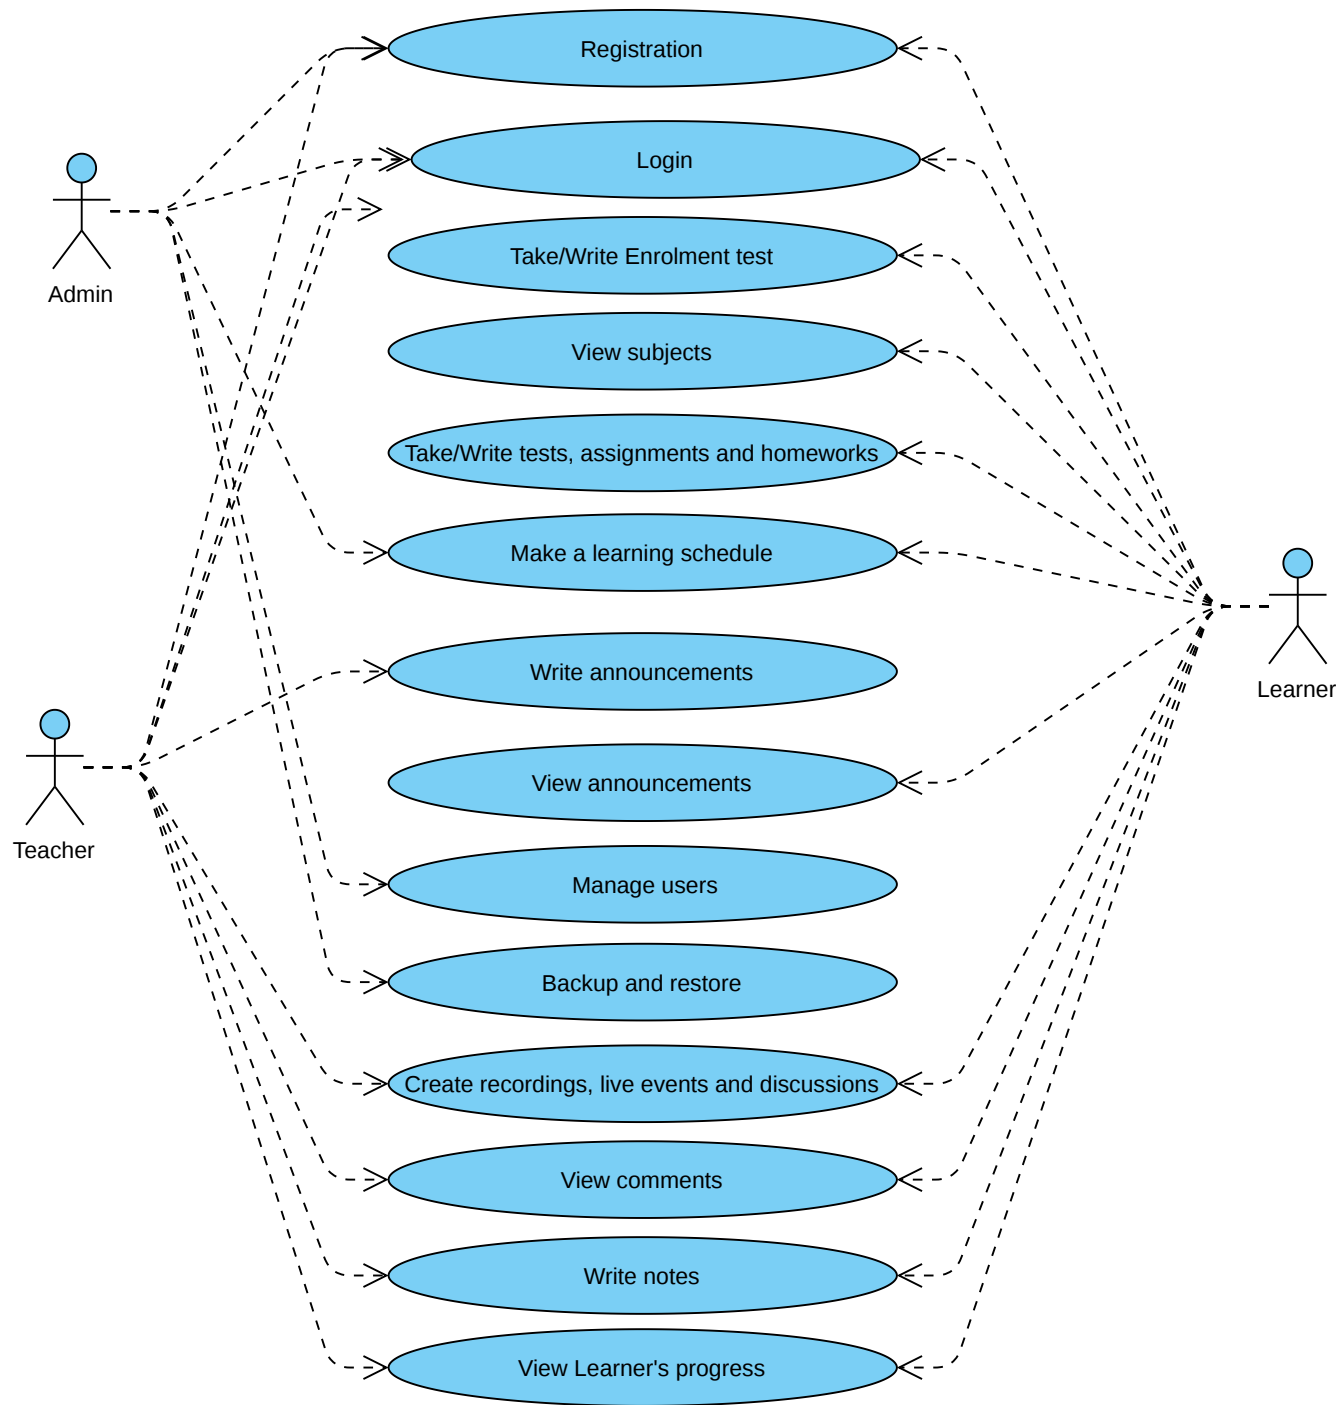 Registration
Login
Admin
Take/Write Enrolment test
View subjects
Take/Write tests, assignments and homeworks
Make a learning schedule
Write announcements
Learner
View announcements
Teacher
Manage users
Backup and restore
Create recordings, live events and discussions
View comments
Write notes
View Learner's progress